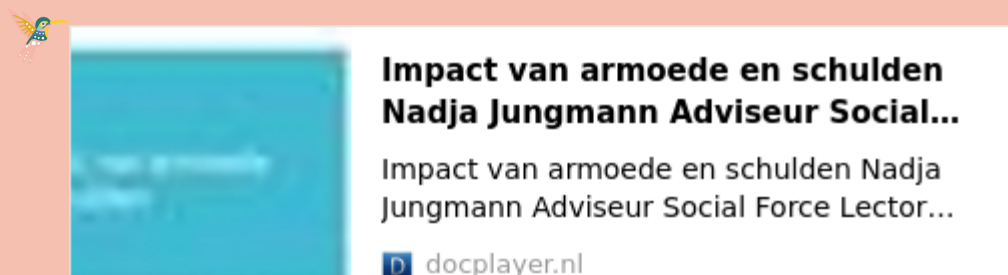 Impact van armoede en schulden
Nadja Jungmann Adviseur Social...
Impact van armoede en schulden Nadja
Jungmann Adviseur Social Force Lector...
D docplayer.nl